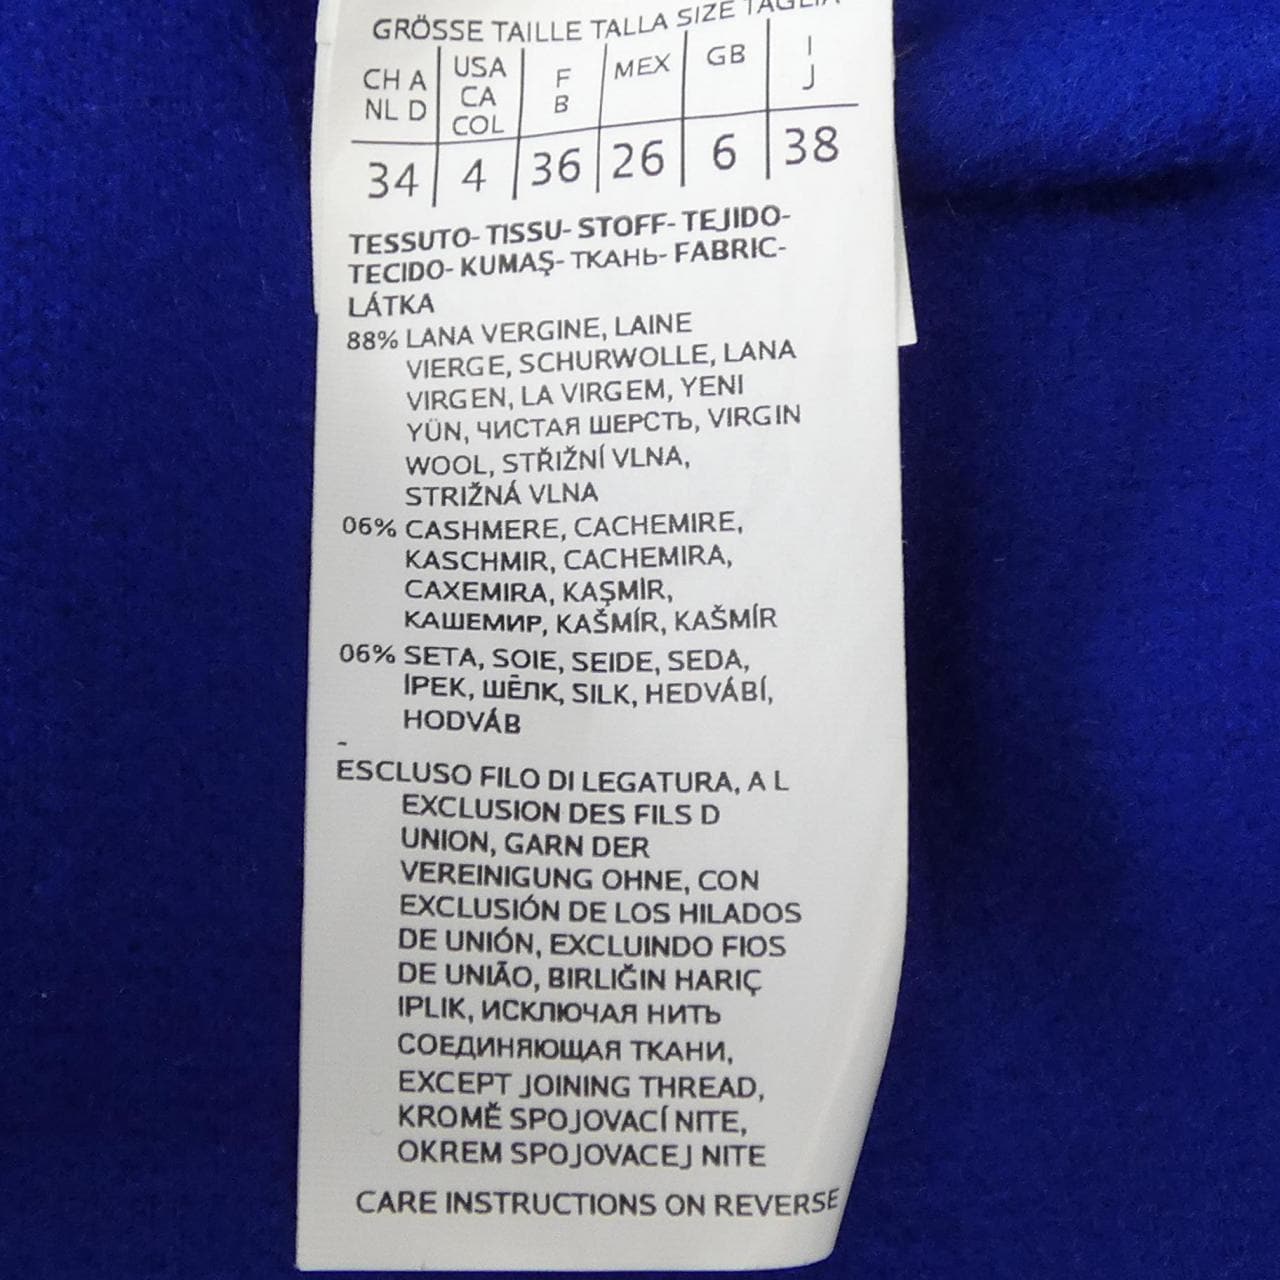 GRÖSSE TAILLE TALLA SIZE TAGLIA
CH A NL D | USA CA COL | F B | MEX | GB | I J
34 | 4 | 36 | 26 | 6 | 38
TESSUTO- TISSU- STOFF- TEJIDO-
TECIDO- KUMAŞ- ТКАНЬ- FABRIC-
LÁTKA
88% LANA VERGINE, LAINE
VIERGE, SCHURWOLLE, LANA
VIRGEN, LA VIRGEM, YENI
YÜN, ЧИСТАЯ ШЕРСТЬ, VIRGIN
WOOL, STŘIŽNÍ VLNA,
STRIŽNÁ VLNA
06% CASHMERE, CACHEMIRE,
KASCHMIR, CACHEMIRA,
CAXEMIRA, KAŞMİR,
КАШЕМИР, KAŠMÍR, KAŠMÍR
06% SETA, SOIE, SEIDE, SEDA,
İPEK, ШЁЛК, SILK, HEDVÁBÍ,
HODVÁB
-
ESCLUSO FILO DI LEGATURA, A L
EXCLUSION DES FILS D
UNION, GARN DER
VEREINIGUNG OHNE, CON
EXCLUSIÓN DE LOS HILADOS
DE UNIÓN, EXCLUINDO FIOS
DE UNIÃO, BIRLIĞIN HARIÇ
IPLIK, ИСКЛЮЧАЯ НИТЬ
СОЕДИНЯЮЩАЯ ТКАНИ,
EXCEPT JOINING THREAD,
KROMĚ SPOJOVACÍ NITE,
OKREM SPOJOVACEJ NITE
CARE INSTRUCTIONS ON REVERSE